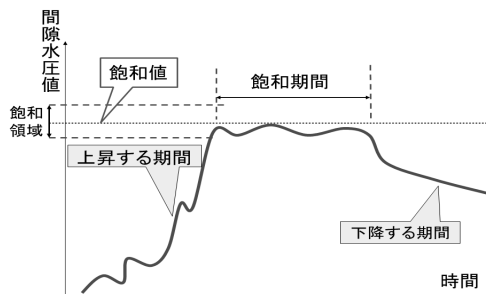 間隙水圧値
飽和値
飽和期間
飽和
領域
上昇する期間
下降する期間
時間